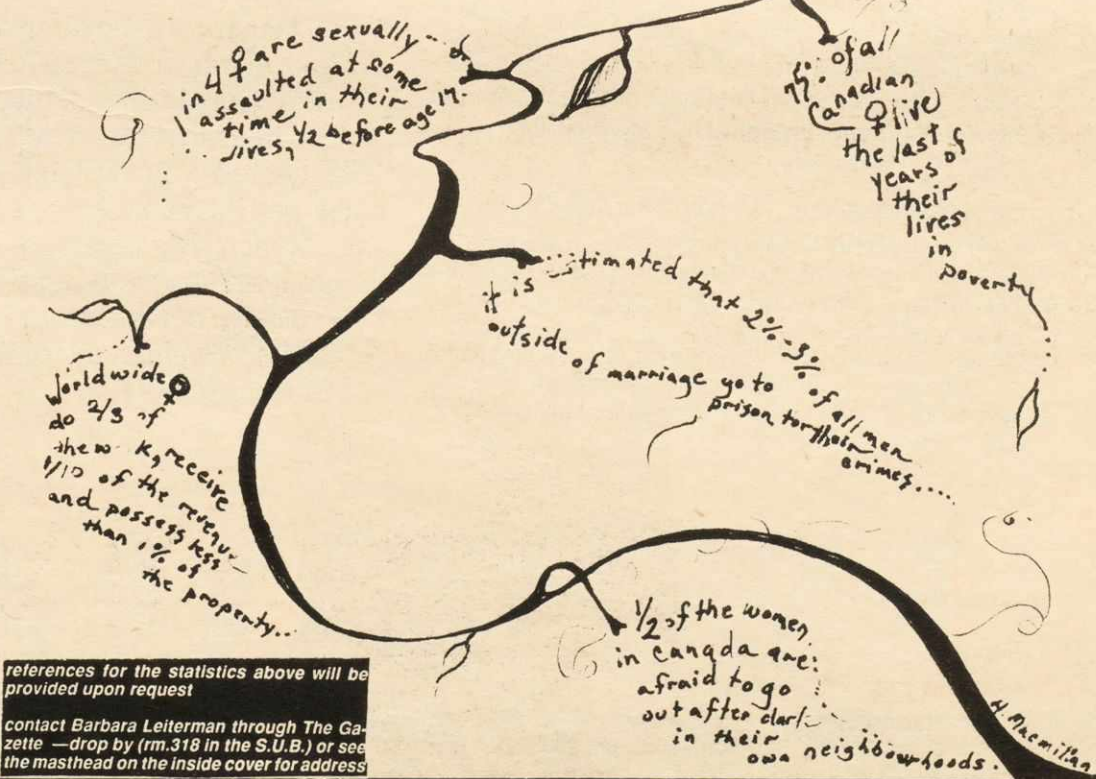 1 in 4 ♀ are sexually
assaulted at some
time in their
lives, 1/2 before age 17.
77% of all
Canadian
♀ live
the last
years of
their
lives
in
poverty
it is ...timated that 2%-3% of all men
outside of marriage go to
prison for their
crimes....
Worldwide ♀
do 2/3 of
the w  k, receive
1/10 of the revenu
and possess less
than 1% of
the property...
1/2 of the women
in canada are:
afraid to go
out after dark
in their
own neighbourhoods.
H. Macmillan
references for the statistics above will be
provided upon request
contact Barbara Leiterman through The Ga-
zette —drop by (rm.318 in the S.U.B.) or see
the masthead on the inside cover for address